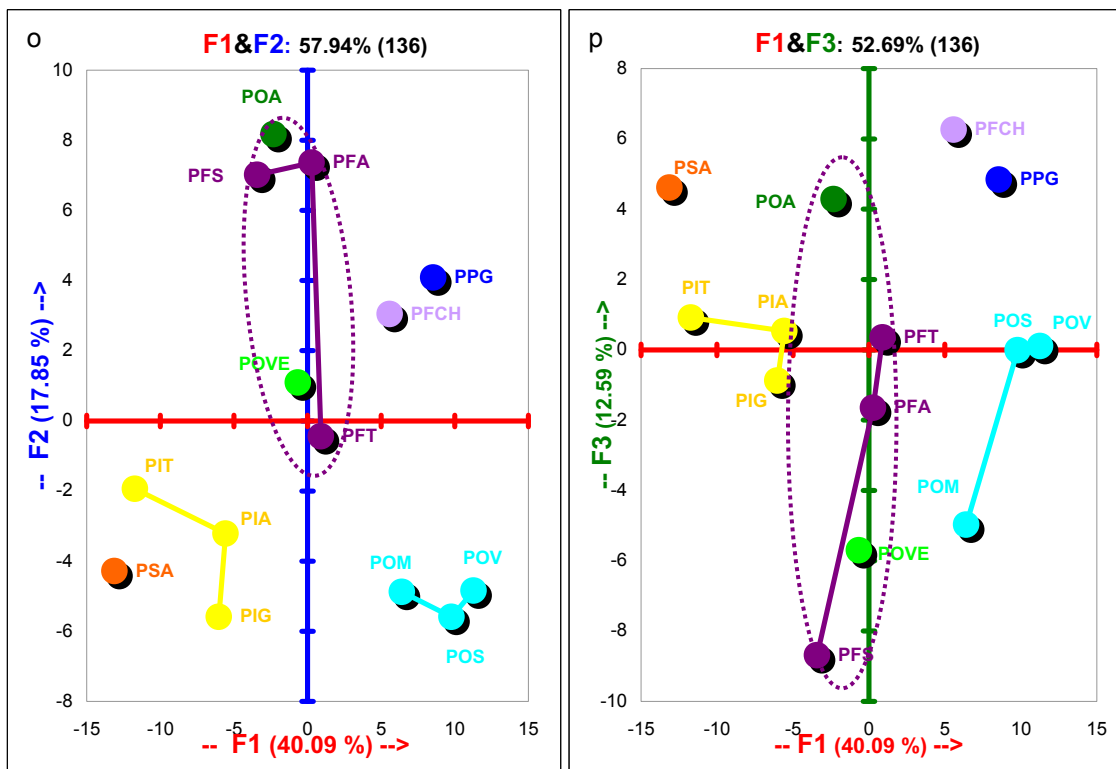 o
F1&F2: 57.94% (136)
10
8
6
4
2
0
-2
-4
-6
-8
-- F2 (17.85 %) -->
POA
PFS
PFA
PPG
PFCH
POVE
PFT
PIT
PIA
PSA
PIG
POM
POV
POS
-15 -10 -5 0 5 10 15
-- F1 (40.09 %) -->
p
F1&F3: 52.69% (136)
8
6
4
2
0
-2
-4
-6
-8
-10
-- F3 (12.59 %) -->
PFCH
PSA
PPG
POA
PIT
PIA
POS
POV
PFT
PIG
PFA
POM
POVE
PFS
-15 -10 -5 0 5 10 15
-- F1 (40.09 %) -->